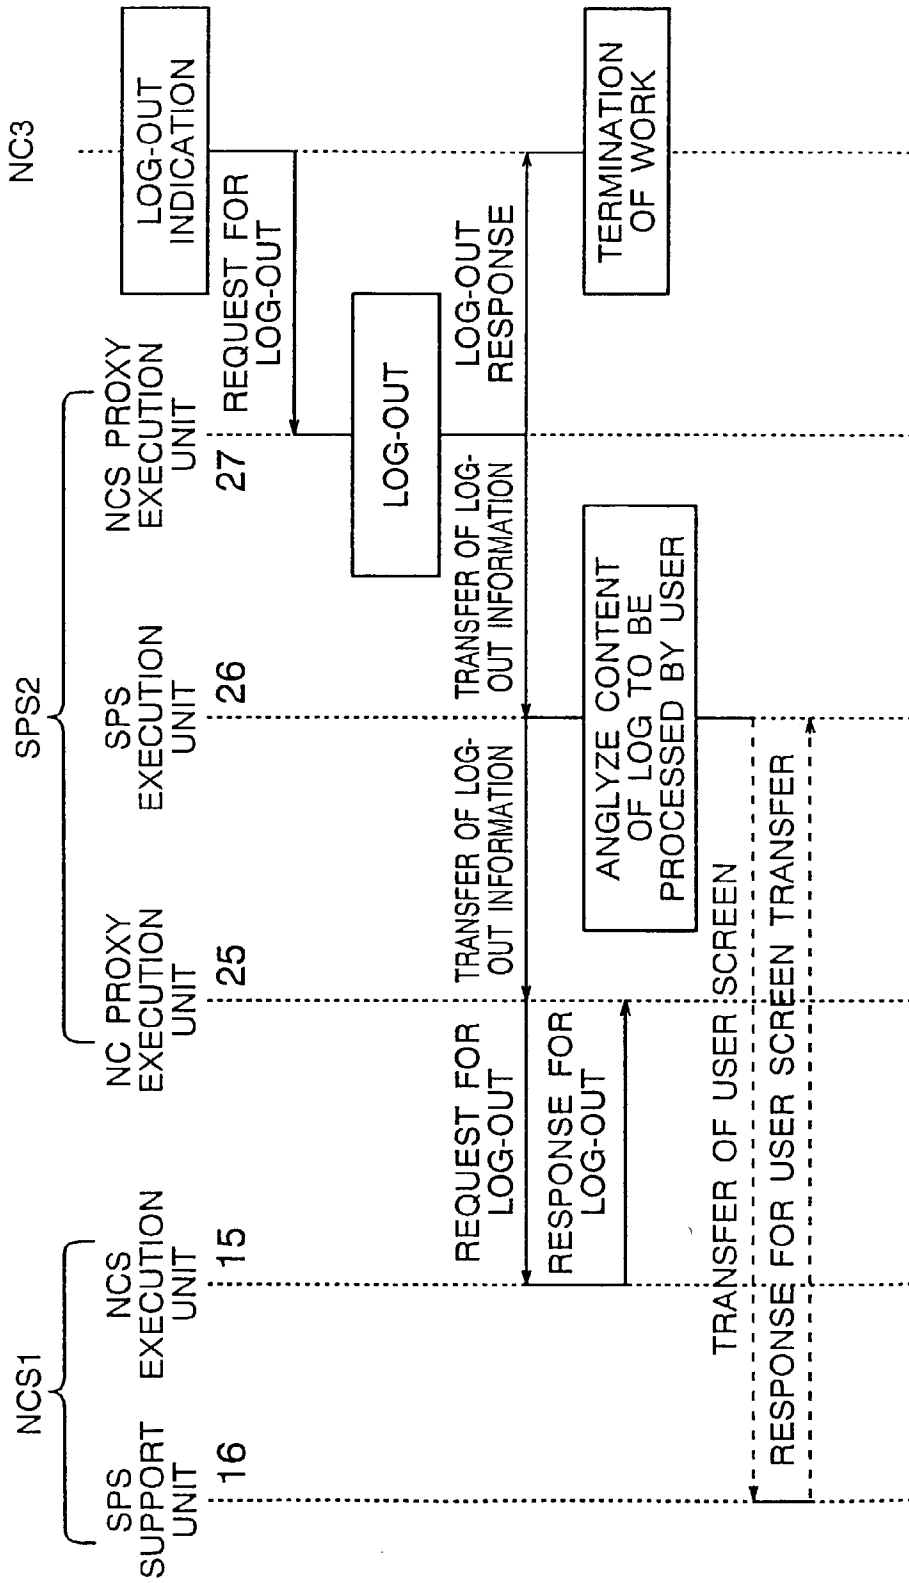 NCS1
SPS2
NC3
SPS
SUPPORT
UNIT
16
NCS
EXECUTION
UNIT
15
NC PROXY
EXECUTION
UNIT
25
SPS
EXECUTION
UNIT
26
NCS PROXY
EXECUTION
UNIT
27
LOG-OUT
INDICATION
REQUEST FOR
LOG-OUT
LOG-OUT
REQUEST FOR
LOG-OUT
TRANSFER OF LOG-
OUT INFORMATION
TRANSFER OF LOG-
OUT INFORMATION
LOG-OUT
RESPONSE
RESPONSE FOR
LOG-OUT
ANGLYZE CONTENT
OF LOG TO BE
PROCESSED BY USER
TERMINATION
OF WORK
TRANSFER OF USER SCREEN
RESPONSE FOR USER SCREEN TRANSFER